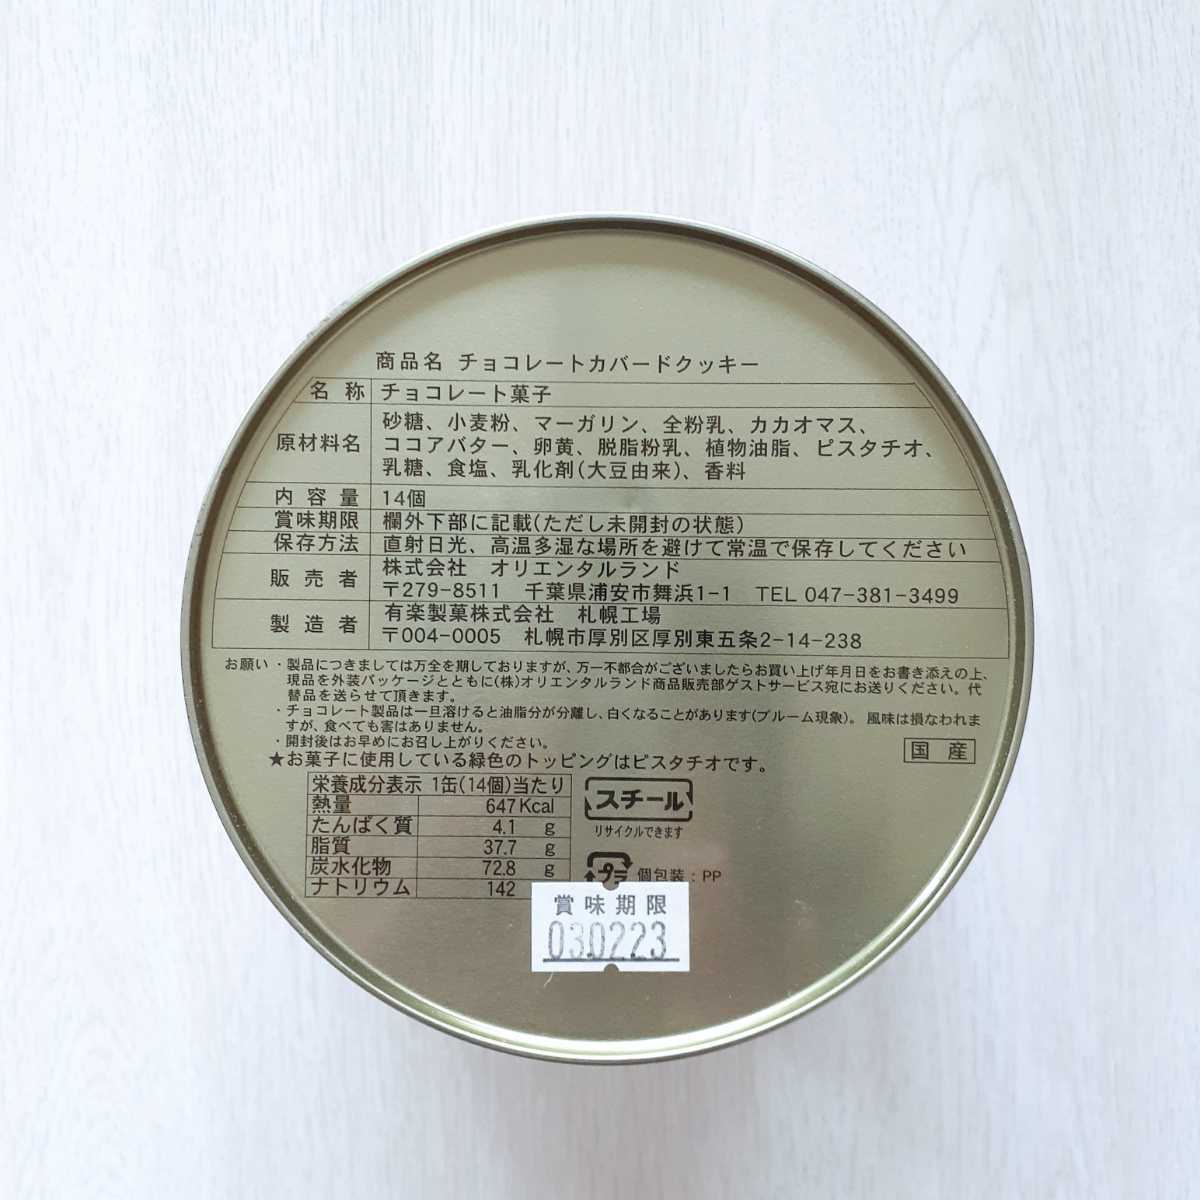 商品名 チョコレートカバードクッキー
名称 チョコレート菓子
原材料名 砂糖、小麦粉、マーガリン、全粉乳、カカオマス、
ココアバター、卵黄、脱脂粉乳、植物油脂、ピスタチオ、
乳糖、食塩、乳化剤(大豆由来)、香料
内容量 14個
賞味期限 欄外下部に記載(ただし未開封の状態)
保存方法 直射日光、高温多湿な場所を避けて常温で保存してください
販売者 株式会社 オリエンタルランド
〒279-8511 千葉県浦安市舞浜1-1 TEL 047-381-3499
製造者 有楽製菓株式会社 札幌工場
〒004-0005 札幌市厚別区厚別東五条2-14-238
お願い・製品につきましては万全を期しておりますが、万一不都合がございましたらお買い上げ年月日をお書き添えの上、
現品を外装パッケージとともに(株)オリエンタルランド商品販売部ゲストサービス宛にお送りください。代
替品を送らせて頂きます。
・チョコレート製品は一旦溶けると油脂分が分離し、白くなることがあります(ブルーム現象)。風味は損なわれま
すが、食べても害はありません。
・開封後はお早めにお召し上がりください。
国産
★お菓子に使用している緑色のトッピングはピスタチオです。
栄養成分表示 1缶(14個)当たり
熱量 647Kcal
たんぱく質 4.1 g
脂質 37.7 g
炭水化物 72.8 g
ナトリウム 142
スチール
リサイクルできます
プラ 個包装:PP
賞味期限
030223